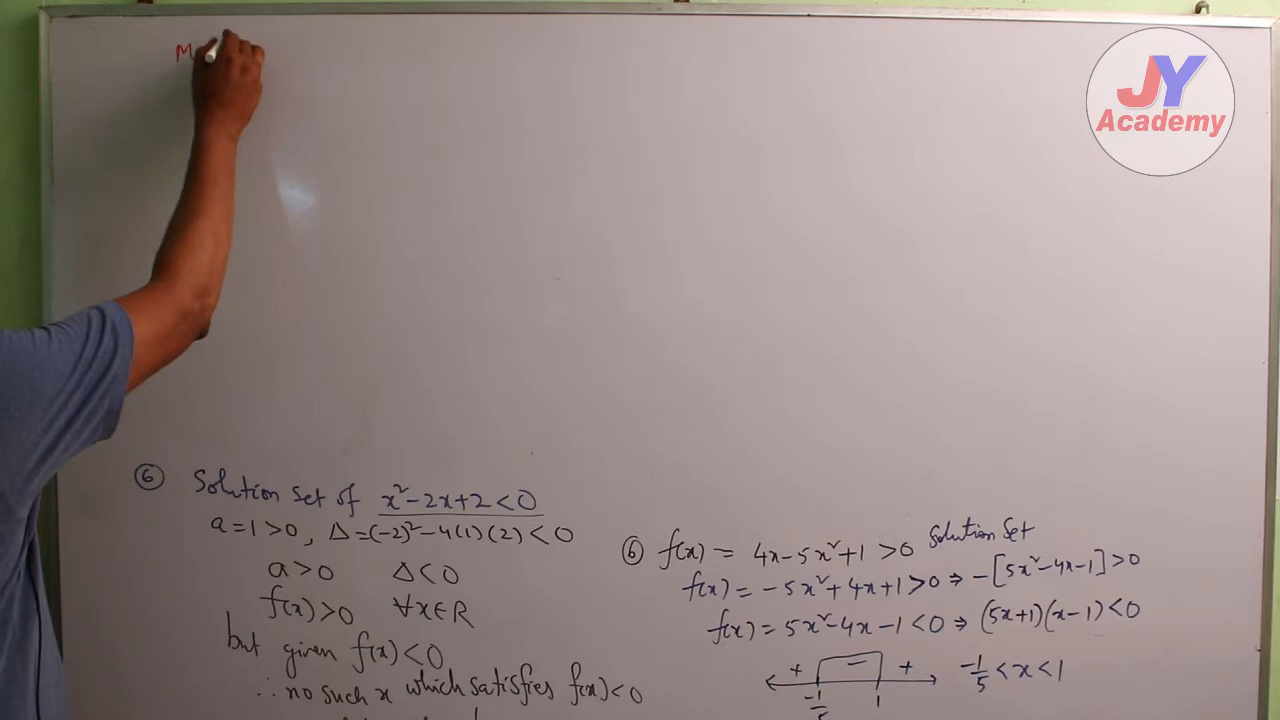 M
JY
Academy
⑥ Solution set of x²-2x+2<0
a=1>0, Δ=(-2)²-4(1)(2)<0
a>0 Δ<0
f(x)>0 ∀x∈R
but given f(x)<0
∴ no such x which satisfies f(x)<0
⑥ f(x) = 4x-5x²+1>0 Solution Set
f(x) = -5x²+4x+1>0 ⇒ -[5x²-4x-1]>0
f(x) = 5x²-4x-1<0 ⇒ (5x+1)(x-1)<0
+ - + -1/5<x<1
-1/5 1